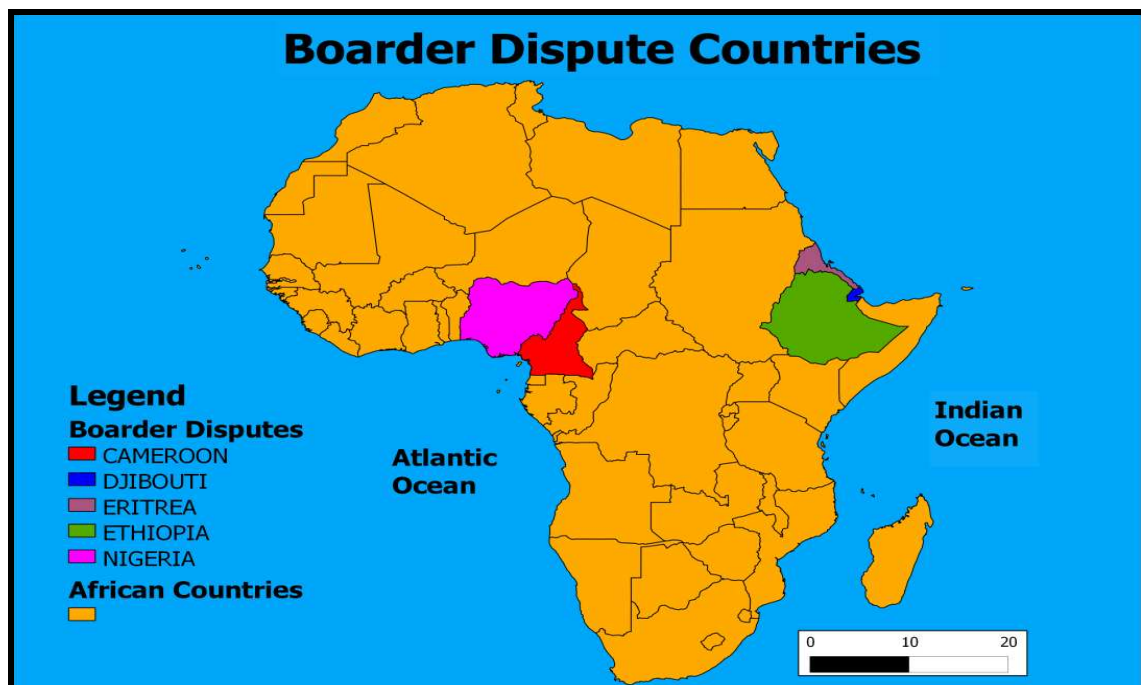 Boarder Dispute Countries
Legend
Boarder Disputes
CAMEROON
DJIBOUTI
ERITREA
ETHIOPIA
NIGERIA
African Countries
Atlantic
Ocean
Indian
Ocean
0 10 20